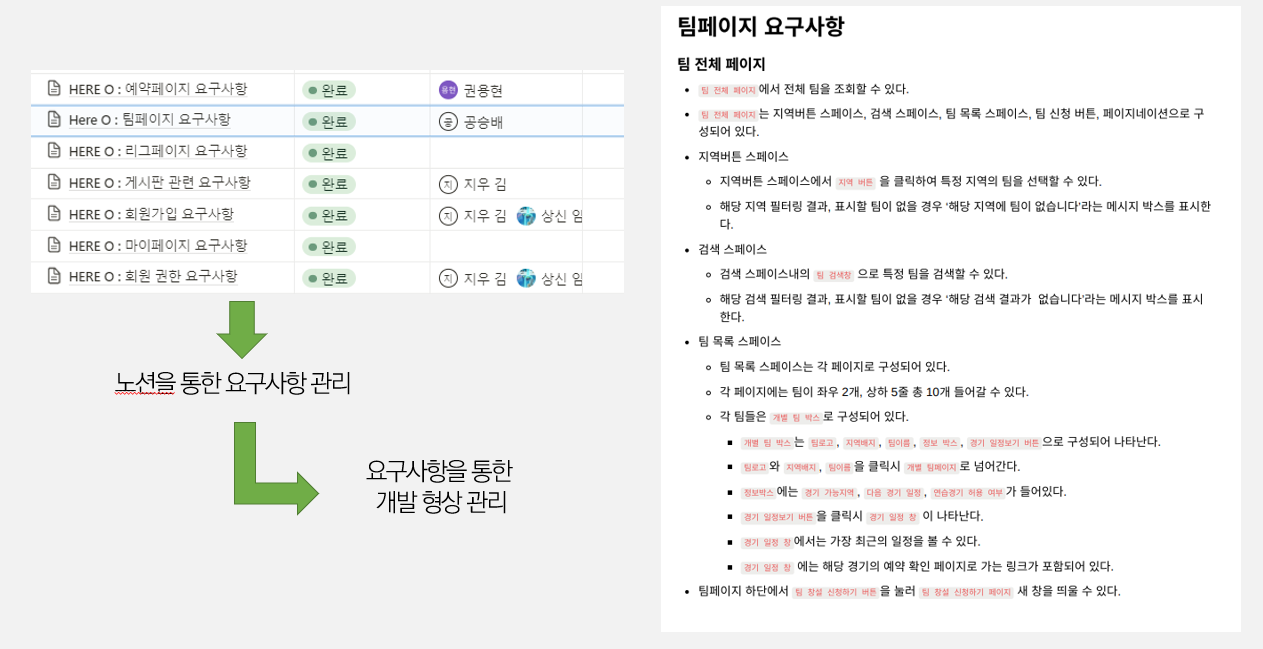 HERE O : 예약페이지 요구사항 완료 용현 권용현
Here O : 팀페이지 요구사항 완료 공 공승배
HERE O : 리그페이지 요구사항 완료
HERE O : 게시판 관련 요구사항 완료 지 지우 김
HERE O : 회원가입 요구사항 완료 지 지우 김 상신 임
HERE O : 마이페이지 요구사항 완료
HERE O : 회원 권한 요구사항 완료 지 지우 김 상신 임
노션을 통한 요구사항 관리
요구사항을 통한
개발 형상 관리
팀페이지 요구사항
팀 전체 페이지
• 팀 전체 페이지에서 전체 팀을 조회할 수 있다.
• 팀 전체 페이지는 지역버튼 스페이스, 검색 스페이스, 팀 목록 스페이스, 팀 신청 버튼, 페이지네이션으로 구
성되어 있다.
• 지역버튼 스페이스
◦ 지역버튼 스페이스에서 지역 버튼 을 클릭하여 특정 지역의 팀을 선택할 수 있다.
◦ 해당 지역 필터링 결과, 표시할 팀이 없을 경우 ‘해당 지역에 팀이 없습니다’라는 메시지 박스를 표시한
다.
• 검색 스페이스
◦ 검색 스페이스내의 팀 검색창 으로 특정 팀을 검색할 수 있다.
◦ 해당 검색 필터링 결과, 표시할 팀이 없을 경우 ‘해당 검색 결과가 없습니다’라는 메시지 박스를 표시
한다.
• 팀 목록 스페이스
◦ 팀 목록 스페이스는 각 페이지로 구성되어 있다.
◦ 각 페이지에는 팀이 좌우 2개, 상하 5줄 총 10개 들어갈 수 있다.
◦ 각 팀들은 개별 팀 박스로 구성되어 있다.
▪ 개별 팀 박스는 팀로고, 지역배지, 팀이름, 정보 박스, 경기 일정보기 버튼으로 구성되어 나타난다.
▪ 팀로고와 지역배지, 팀이름을 클릭시 개별 팀페이지로 넘어간다.
▪ 정보박스에는 경기 가능지역, 다음 경기 일정, 연습경기 허용 여부가 들어있다.
▪ 경기 일정보기 버튼을 클릭시 경기 일정 창 이 나타난다.
▪ 경기 일정 창에서는 가장 최근의 일정을 볼 수 있다.
▪ 경기 일정 창 에는 해당 경기의 예약 확인 페이지로 가는 링크가 포함되어 있다.
• 팀페이지 하단에서 팀 창설 신청하기 버튼을 눌러 팀 창설 신청하기 페이지 새 창을 띄울 수 있다.